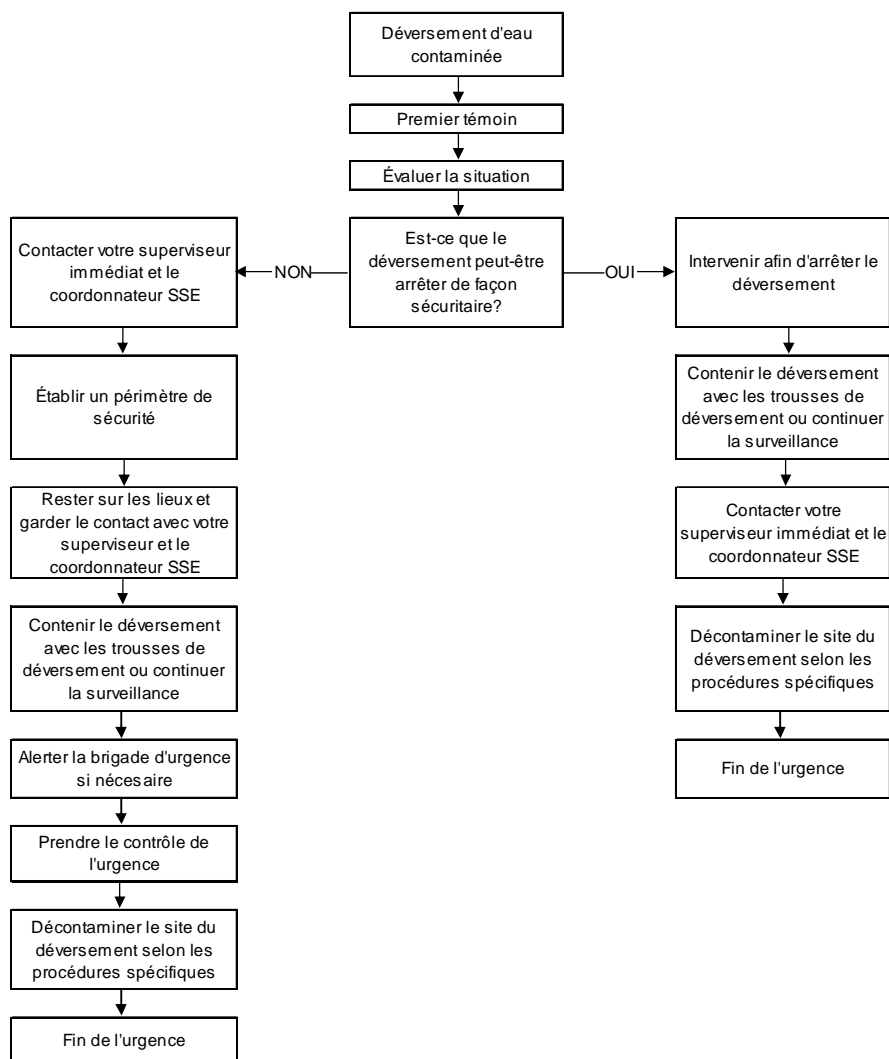 Déversement d'eau
contaminée
Premier témoin
Évaluer la situation
Est-ce que le
déversement peut-être
arrêter de façon
sécuritaire?
NON
OUI
Contacter votre superviseur
immédiat et le
coordonnateur SSE
Établir un périmètre de
sécurité
Rester sur les lieux et
garder le contact avec votre
superviseur et le
coordonnateur SSE
Contenir le déversement
avec les trousses de
déversement ou continuer
la surveillance
Alerter la brigade d'urgence
si nécessaire
Prendre le contrôle de
l'urgence
Décontaminer le site du
déversement selon les
procédures spécifiques
Fin de l'urgence
Intervenir afin d'arrêter le
déversement
Contenir le déversement
avec les trousses de
déversement ou continuer
la surveillance
Contacter votre
superviseur immédiat et le
coordonnateur SSE
Décontaminer le site du
déversement selon les
procédures spécifiques
Fin de l'urgence